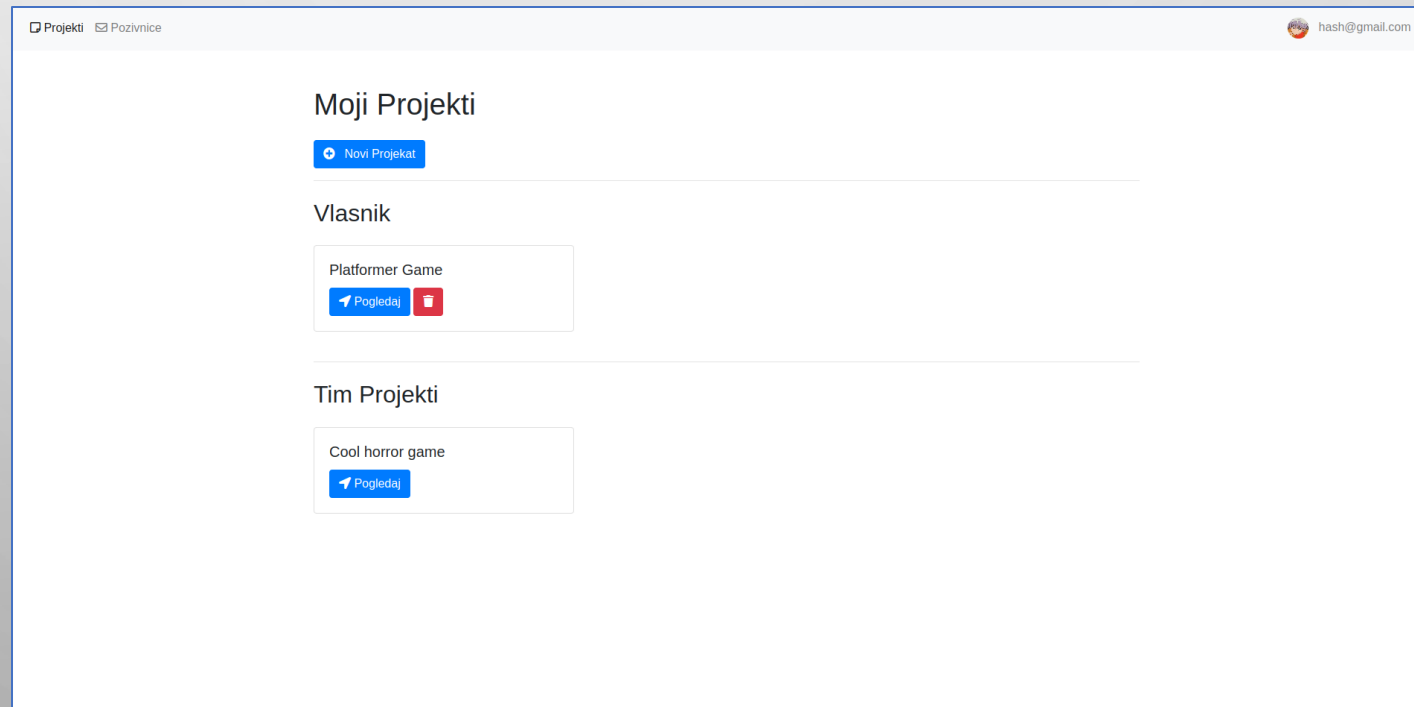 Projekti Pozivnice hash@gmail.com
Moji Projekti
Novi Projekat
Vlasnik
Platformer Game
Pogledaj
Tim Projekti
Cool horror game
Pogledaj